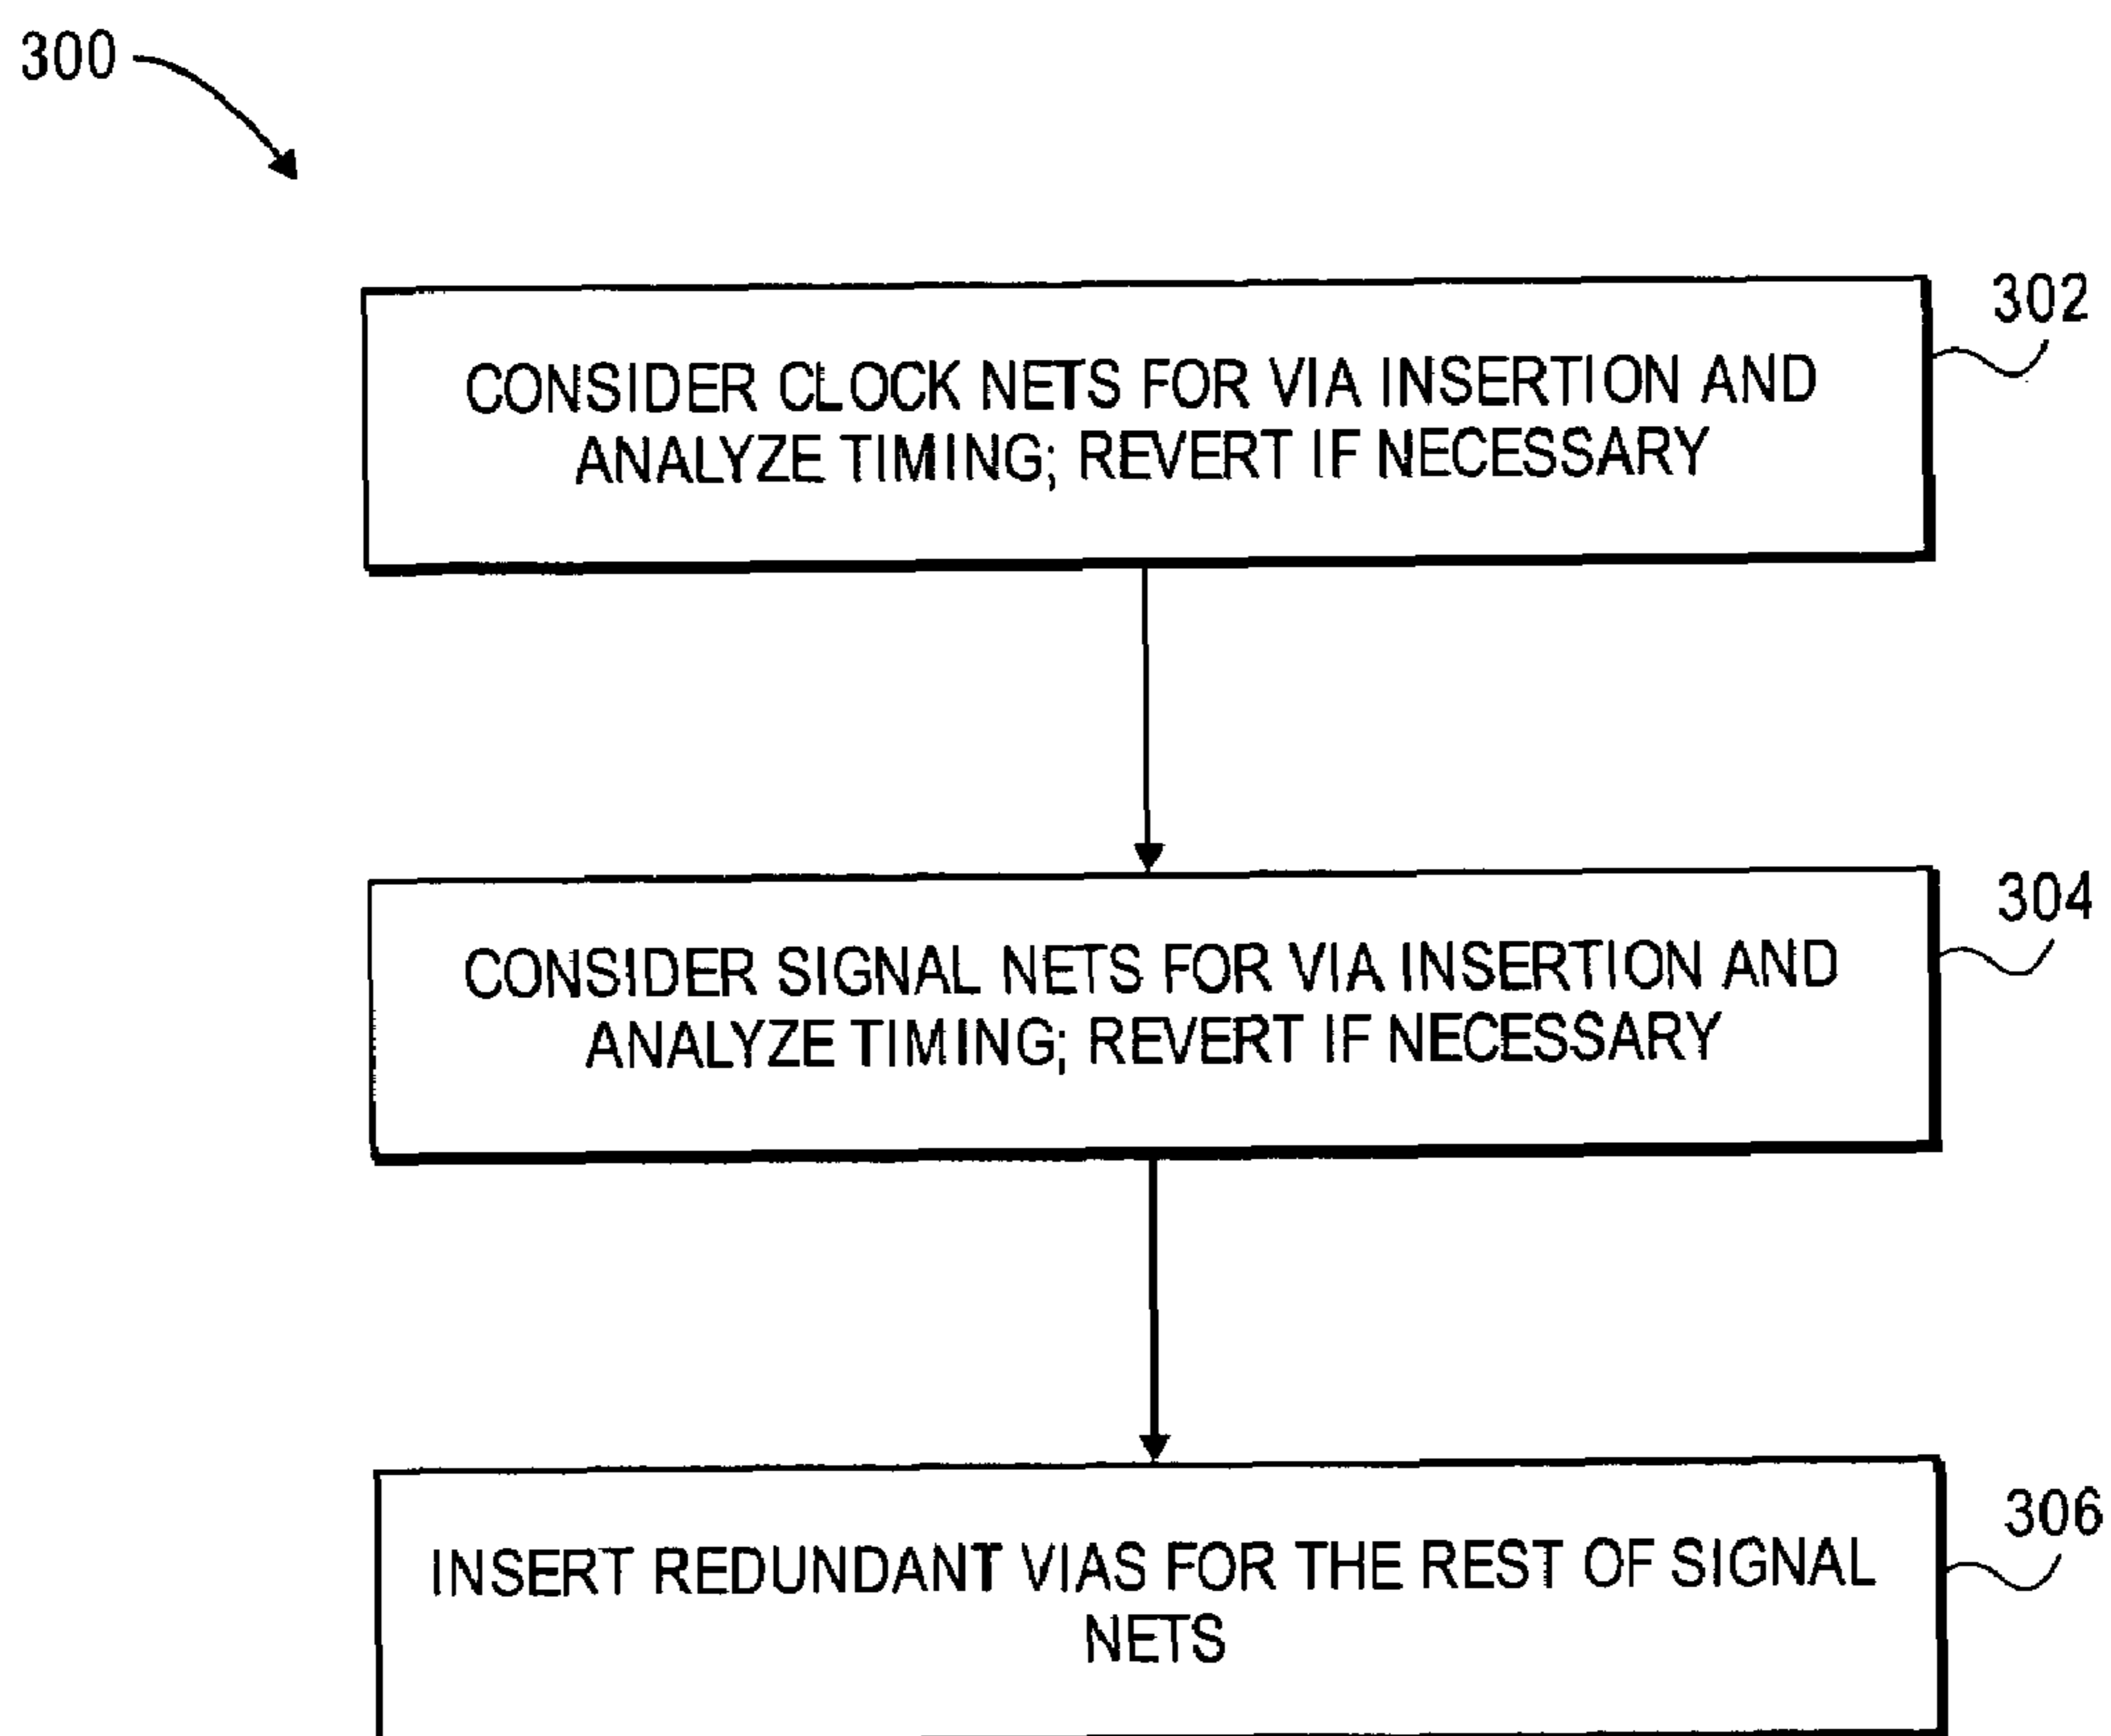 300
302
CONSIDER CLOCK NETS FOR VIA INSERTION AND
ANALYZE TIMING; REVERT IF NECESSARY
304
CONSIDER SIGNAL NETS FOR VIA INSERTION AND
ANALYZE TIMING; REVERT IF NECESSARY
306
INSERT REDUNDANT VIAS FOR THE REST OF SIGNAL
NETS